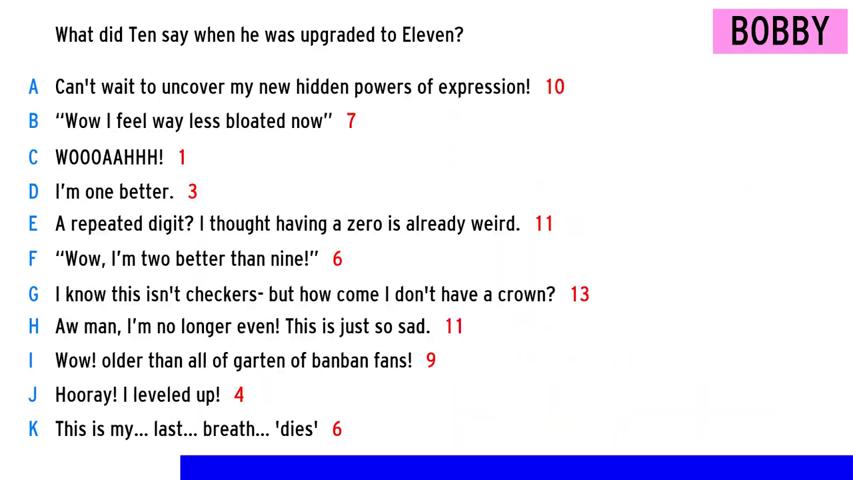 BOBBY
What did Ten say when he was upgraded to Eleven?
A Can't wait to uncover my new hidden powers of expression! 10
B “Wow I feel way less bloated now” 7
C WOOOAAHHH! 1
D I’m one better. 3
E A repeated digit? I thought having a zero is already weird. 11
F “Wow, I’m two better than nine!” 6
G I know this isn't checkers- but how come I don't have a crown? 13
H Aw man, I’m no longer even! This is just so sad. 11
I Wow! older than all of garten of banban fans! 9
J Hooray! I leveled up! 4
K This is my... last... breath... 'dies' 6